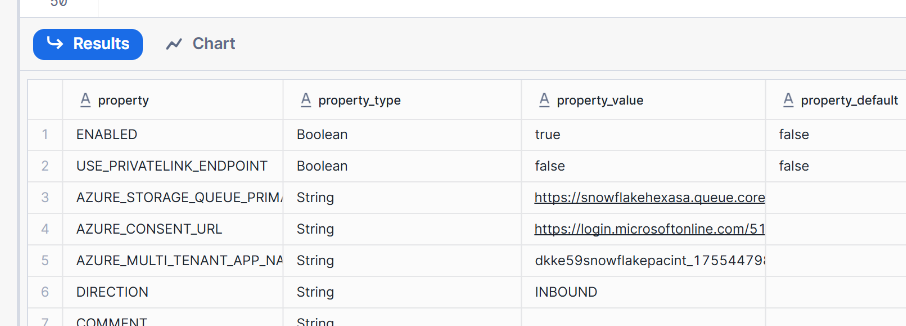 50
Results Chart
property property_type property_value property_default
1 ENABLED Boolean true false
2 USE_PRIVATELINK_ENDPOINT Boolean false false
3 AZURE_STORAGE_QUEUE_PRIM String https://snowflakehexasa.queue.core
4 AZURE_CONSENT_URL String https://login.microsoftonline.com/51
5 AZURE_MULTI_TENANT_APP_NA String dkke59snowflakepacint_175544798
6 DIRECTION String INBOUND
7 COMMENT String